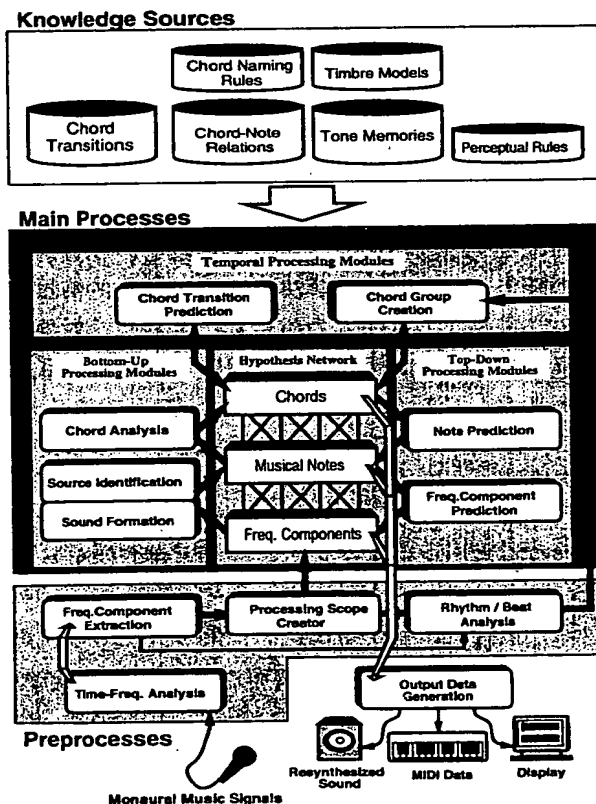 Knowledge Sources
Chord Naming
Rules
Timbre Models
Chord
Transitions
Chord-Note
Relations
Tone Memories
Perceptual Rules
Main Processes
Temporal Processing Modules
Chord Transition
Prediction
Chord Group
Creation
Bottom-Up
Processing Modules
Hypothesis Network
Top-Down
Processing Modules
Chords
Chord Analysis
Note Prediction
Musical Notes
Source Identification
Freq.Component
Prediction
Sound Formation
Freq. Components
Freq.Component
Extraction
Processing Scope
Creator
Rhythm / Beat
Analysis
Time-Freq. Analysis
Output Data
Generation
Preprocesses
Resynthesized
Sound
MIDI Data
Display
Monaural Music Signals